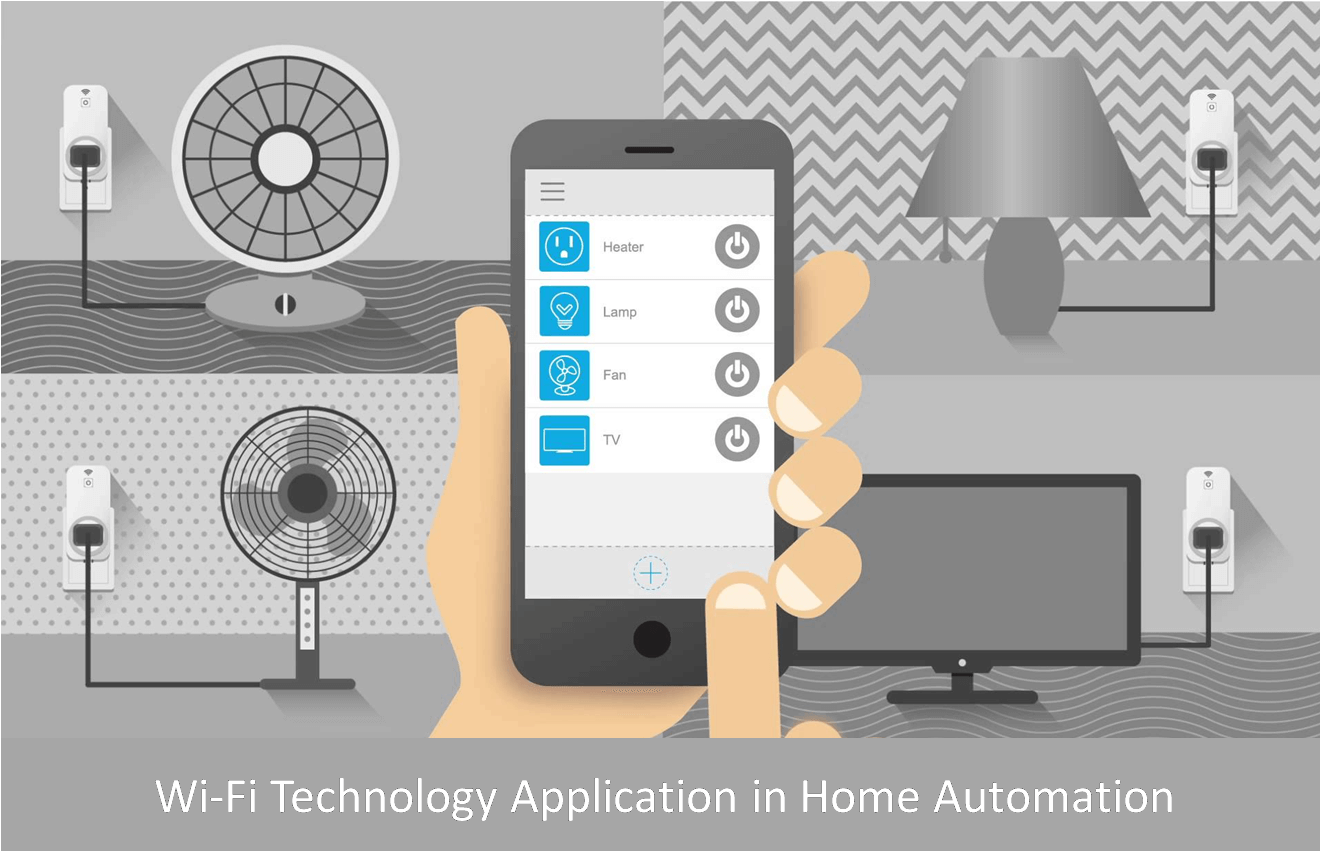 Heater
Lamp
Fan
TV
Wi-Fi Technology Application in Home Automation